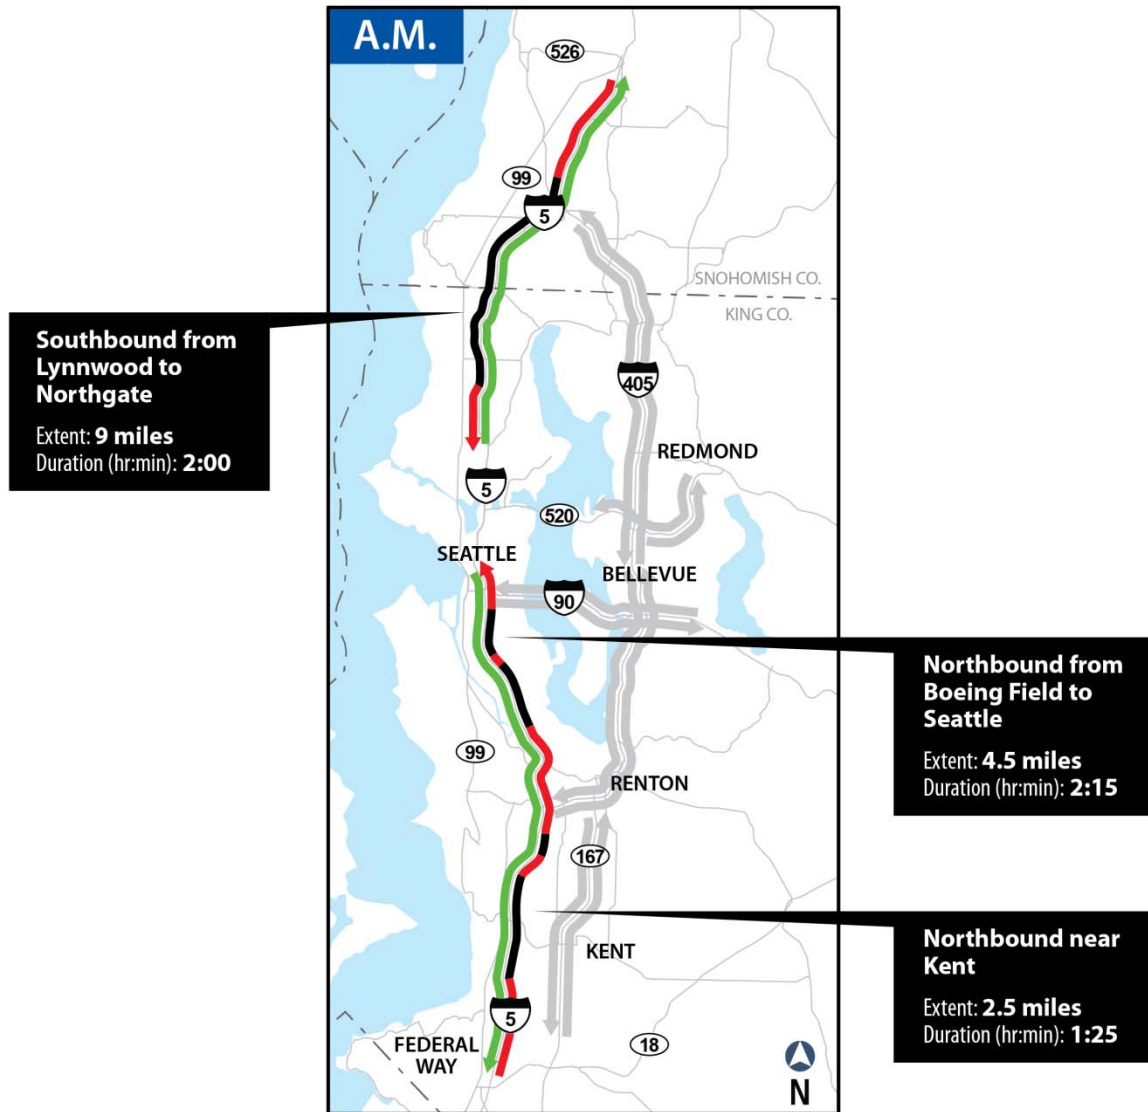 A.M.
526
99
5
SNOHOMISH CO.
KING CO.
Southbound from
Lynnwood to
Northgate
Extent: 9 miles
Duration (hr:min): 2:00
405
REDMOND
5
520
SEATTLE
BELLEVUE
90
Northbound from
Boeing Field to
Seattle
Extent: 4.5 miles
Duration (hr:min): 2:15
99
RENTON
167
Northbound near
Kent
Extent: 2.5 miles
Duration (hr:min): 1:25
KENT
5
FEDERAL
WAY
18
N